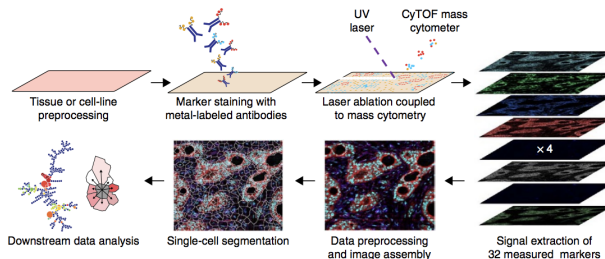 UV
laser
CyTOF mass
cytometer
Tissue or cell-line
preprocessing
Marker staining with
metal-labeled antibodies
Laser ablation coupled
to mass cytometry
× 4
Downstream data analysis
Single-cell segmentation
Data preprocessing
and image assembly
Signal extraction of
32 measured markers